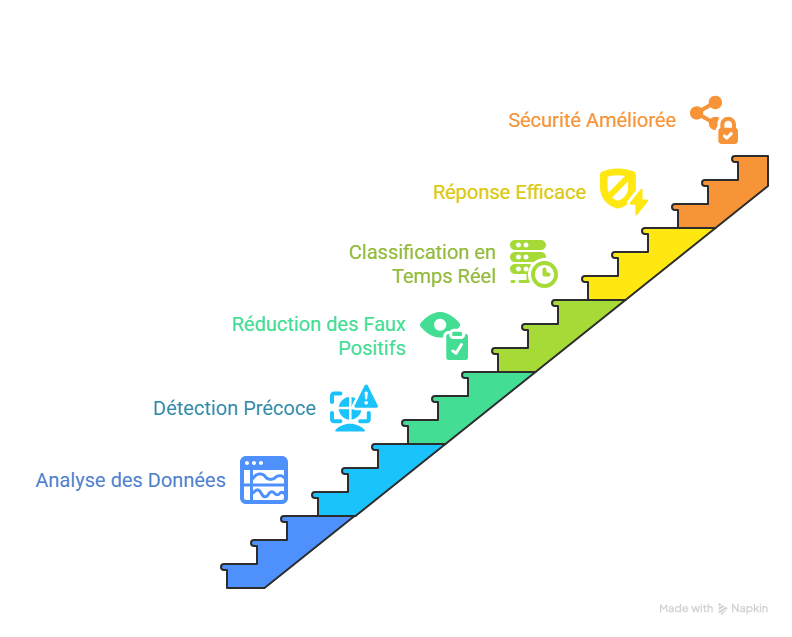 Sécurité Améliorée
Réponse Efficace
Classification en
Temps Réel
Réduction des Faux
Positifs
Détection Précoce
Analyse des Données
Made with Napkin